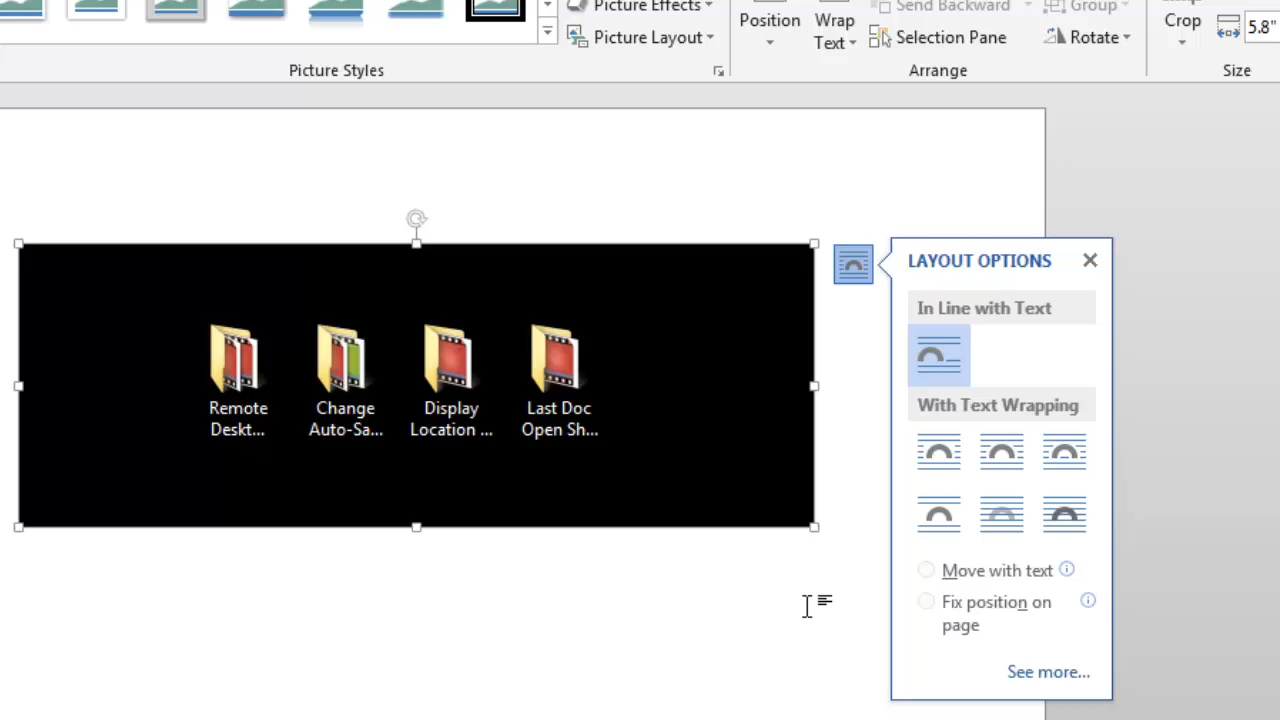 Picture Effects
Send Backward
Group
Position
Wrap
Text
Crop
5.8"
Picture Layout
Selection Pane
Rotate
Picture Styles
Arrange
Size
LAYOUT OPTIONS
In Line with Text
With Text Wrapping
Move with text
Fix position on
page
See more...
Remote
Deskt...
Change
Auto-Sa...
Display
Location ...
Last Doc
Open Sh...